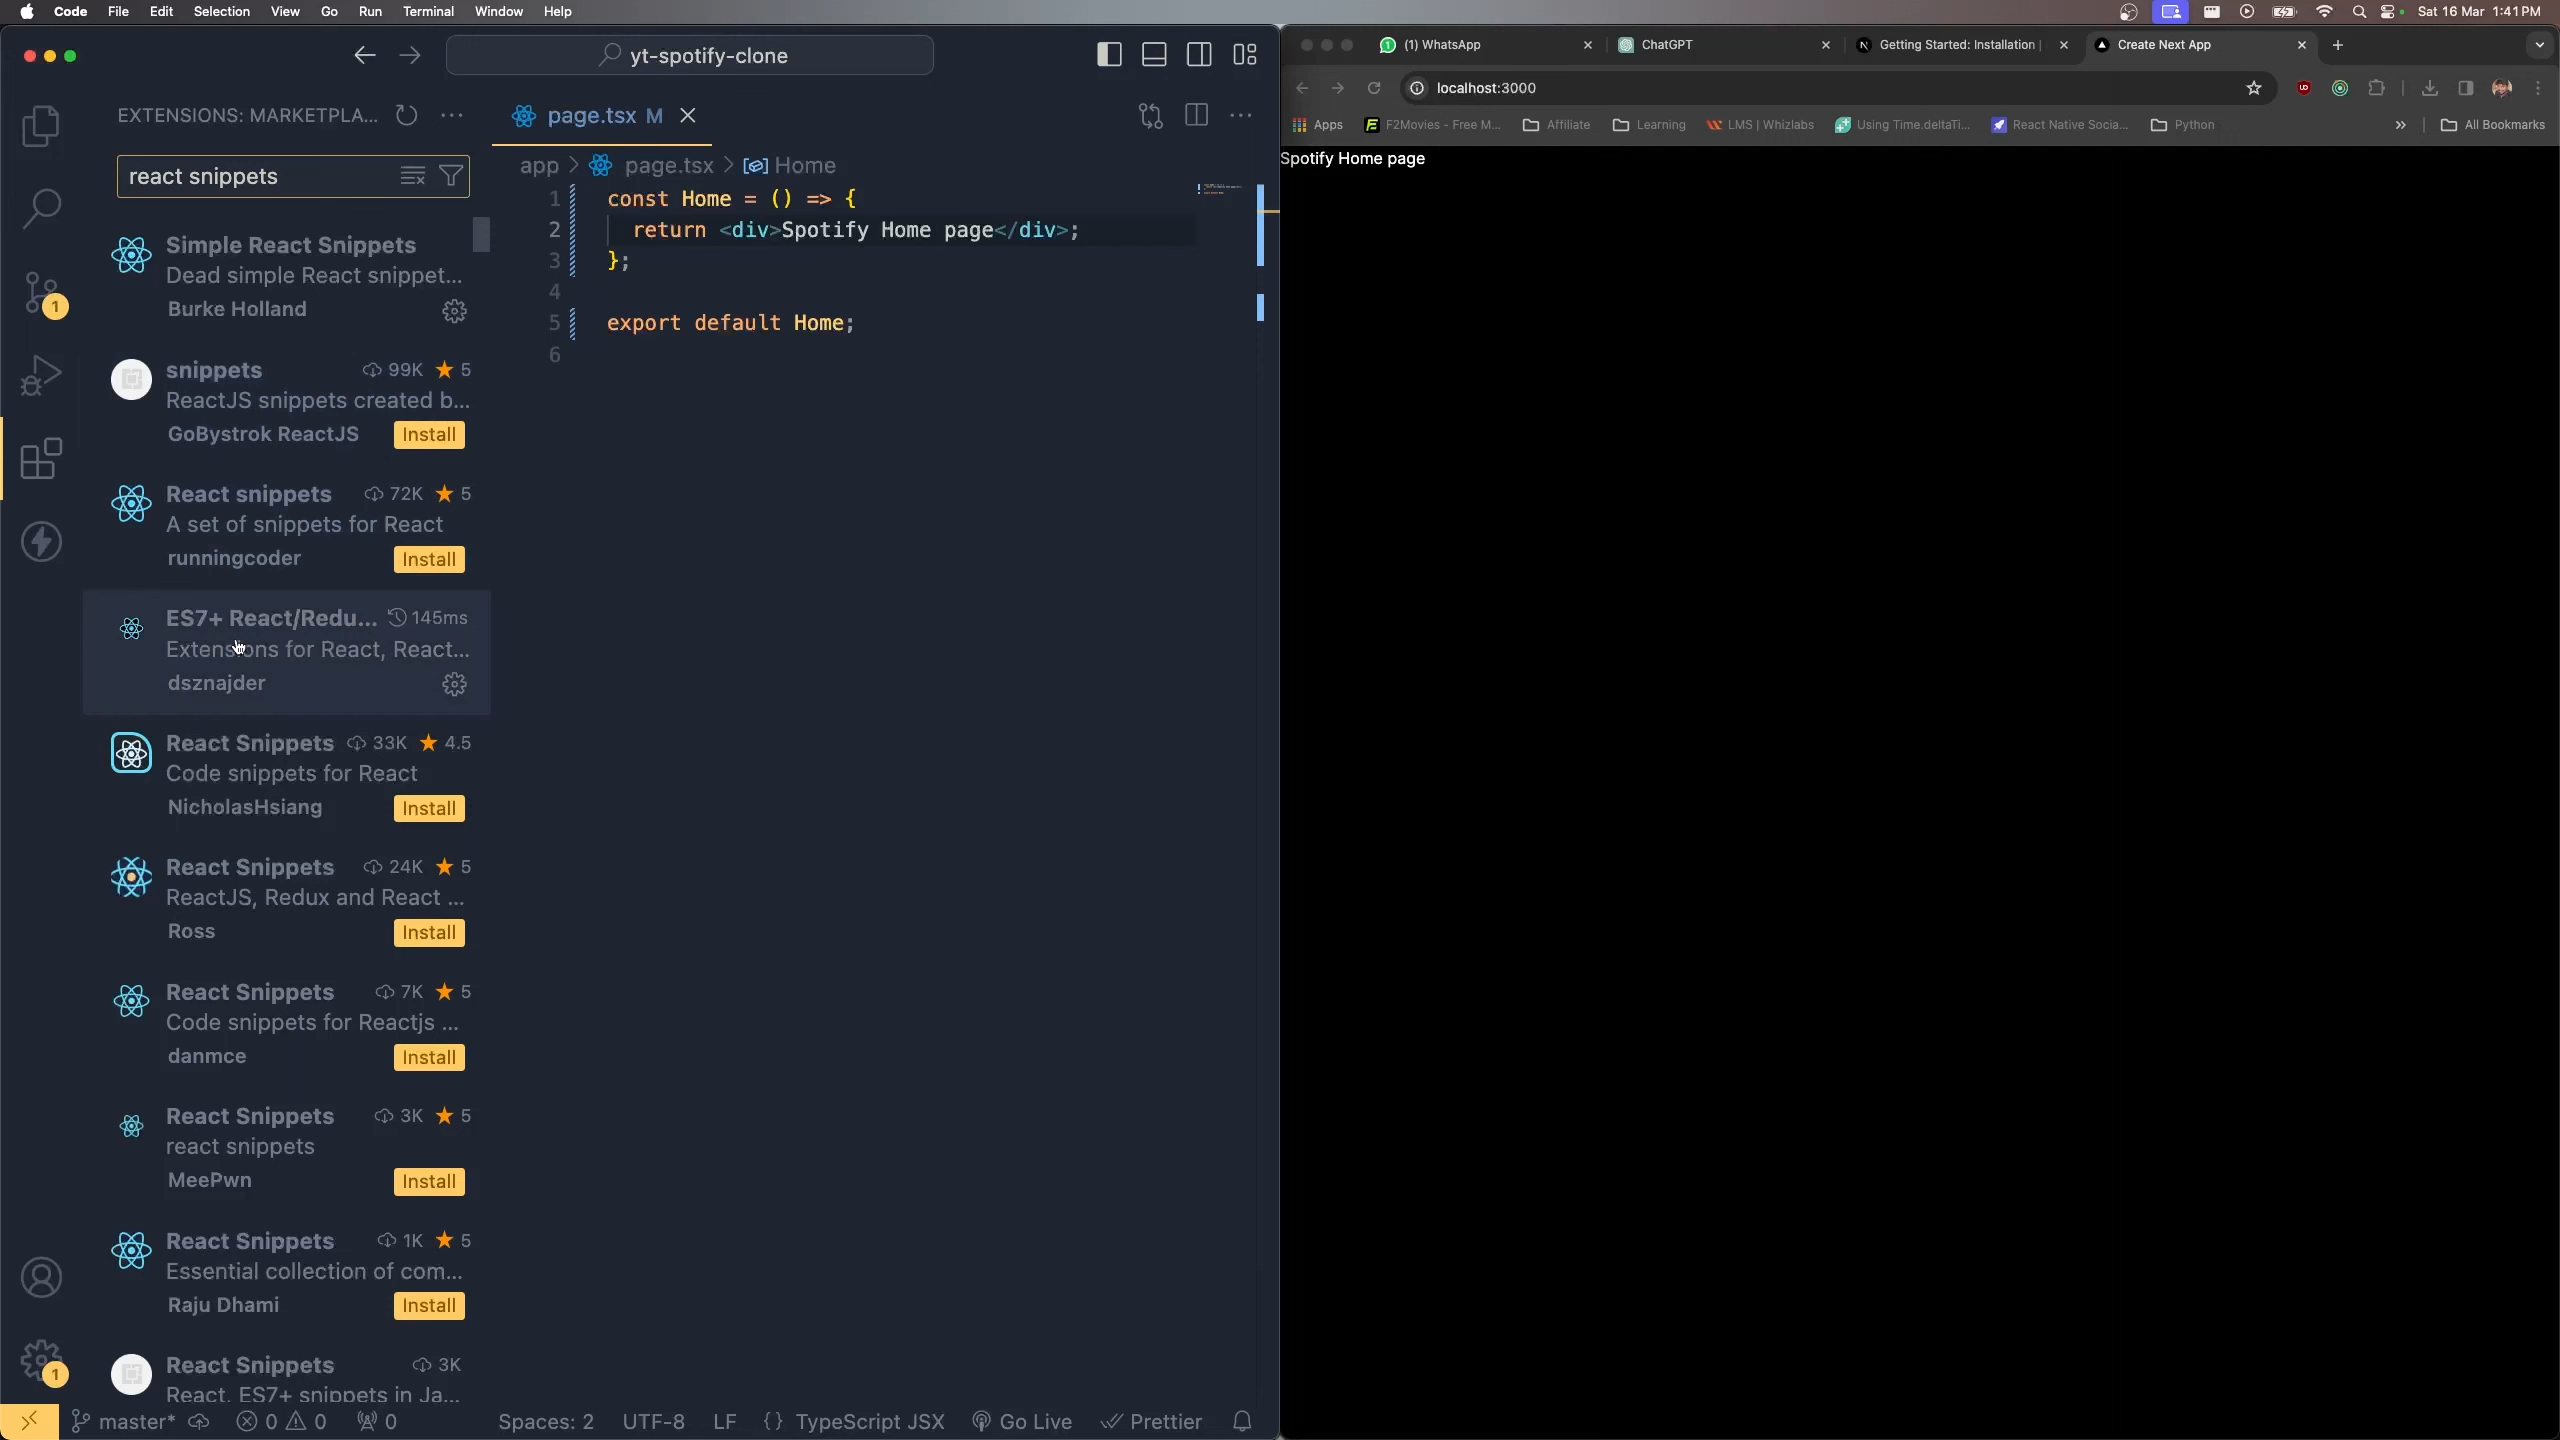 Code File Edit Selection View Go Run Terminal Window Help
Sat 16 Mar 1:41 PM
yt-spotify-clone
EXTENSIONS: MARKETPLA...
react snippets
Simple React Snippets
Dead simple React snippet...
Burke Holland
1
snippets 99K 5
ReactJS snippets created b...
GoBystrok ReactJS Install
React snippets 72K 5
A set of snippets for React
runningcoder Install
ES7+ React/Redu... 145ms
Extensions for React, React...
dsznajder
React Snippets 33K 4.5
Code snippets for React
NicholasHsiang Install
React Snippets 24K 5
ReactJS, Redux and React ...
Ross Install
React Snippets 7K 5
Code snippets for Reactjs ...
danmce Install
React Snippets 3K 5
react snippets
MeePwn Install
React Snippets 1K 5
Essential collection of com...
Raju Dhami Install
1
React Snippets 3K
React, ES7+ snippets in Ja...
page.tsx M
app > page.tsx > Home
1 const Home = () => {
2 return <div>Spotify Home page</div>;
3 };
4
5 export default Home;
6
master* 0 0 0 Spaces: 2 UTF-8 LF {} TypeScript JSX Go Live Prettier
(1) WhatsApp ChatGPT Getting Started: Installation | Create Next App
localhost:3000
Apps F2Movies - Free M... Affiliate Learning LMS | Whizlabs Using Time.deltaTi... React Native Socia... Python » All Bookmarks
Spotify Home page